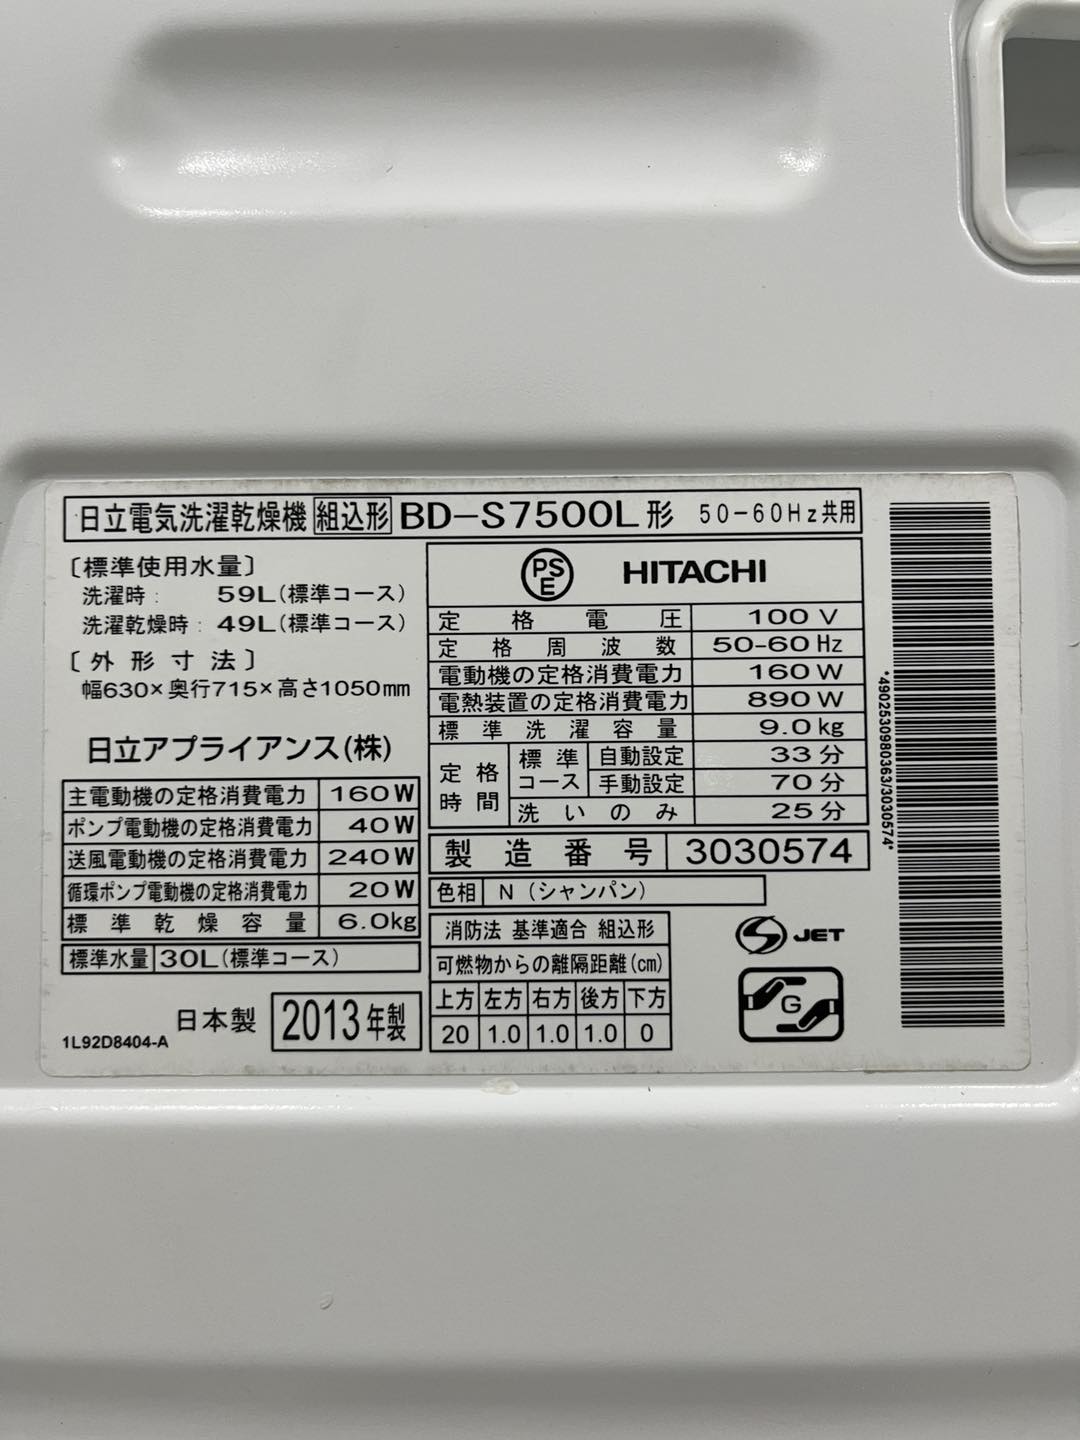 日立電気洗濯乾燥機 組込形 BD-S7500L形 50-60Hz共用
〔標準使用水量〕
洗濯時: 59L(標準コース)
洗濯乾燥時: 49L(標準コース)
〔外形寸法〕
幅630×奥行715×高さ1050mm
日立アプライアンス(株)
主電動機の定格消費電力 160W
ポンプ電動機の定格消費電力 40W
送風電動機の定格消費電力 240W
循環ポンプ電動機の定格消費電力 20W
標準乾燥容量 6.0kg
標準水量 30L(標準コース)
日本製 2013年製
1L92D8404-A
PS
E
HITACHI
定格電圧 100V
定格周波数 50-60Hz
電動機の定格消費電力 160W
電熱装置の定格消費電力 890W
標準洗濯容量 9.0kg
定格時間 標準コース 自動設定 33分
手動設定 70分
洗いのみ 25分
製造番号 3030574
色相 N(シャンパン)
消防法 基準適合 組込形
可燃物からの離隔距離(cm)
上方 左方 右方 後方 下方
20 1.0 1.0 1.0 0
S JET
G
*4902530980363/3030574*